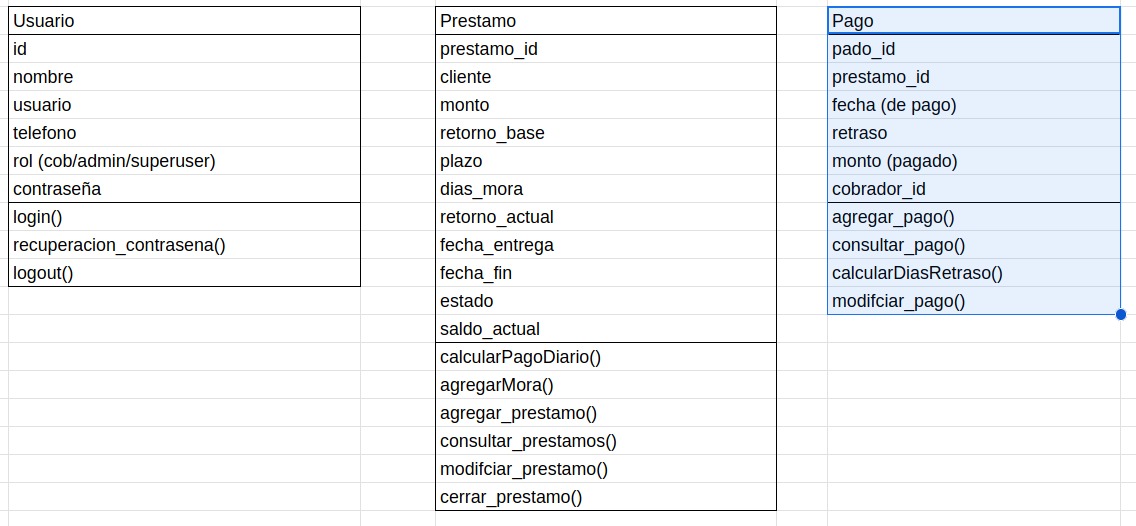 Usuario
id
nombre
usuario
telefono
rol (cob/admin/superuser)
contraseña
login()
recuperacion_contrasena()
logout()
Prestamo
prestamo_id
cliente
monto
retorno_base
plazo
dias_mora
retorno_actual
fecha_entrega
fecha_fin
estado
saldo_actual
calcularPagoDiario()
agregarMora()
agregar_prestamo()
consultar_prestamos()
modifciar_prestamo()
cerrar_prestamo()
Pago
pado_id
prestamo_id
fecha (de pago)
retraso
monto (pagado)
cobrador_id
agregar_pago()
consultar_pago()
calcularDiasRetraso()
modifciar_pago()